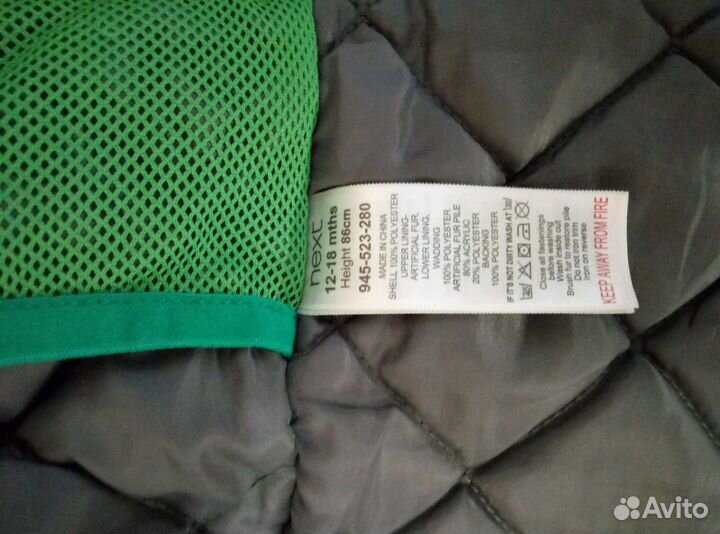 next
12-18 mths
Height 86cm
945-523-280
MADE IN CHINA
SHELL 100% POLYESTER
UPPER LINING-
ARTIFICIAL FUR.
LOWER LINING,
WADDING
100% POLYESTER
ARTIFICIAL FUR PILE
80% ACRYLIC
20% POLYESTER
BACKING
100% POLYESTER
IF IT'S NOT DIRTY WASH AT 30°
Close all fastenings
before washing
Wash inside out
Brush fur to restore pile
Do not iron trim
iron on reverse
KEEP AWAY FROM FIRE
Avito